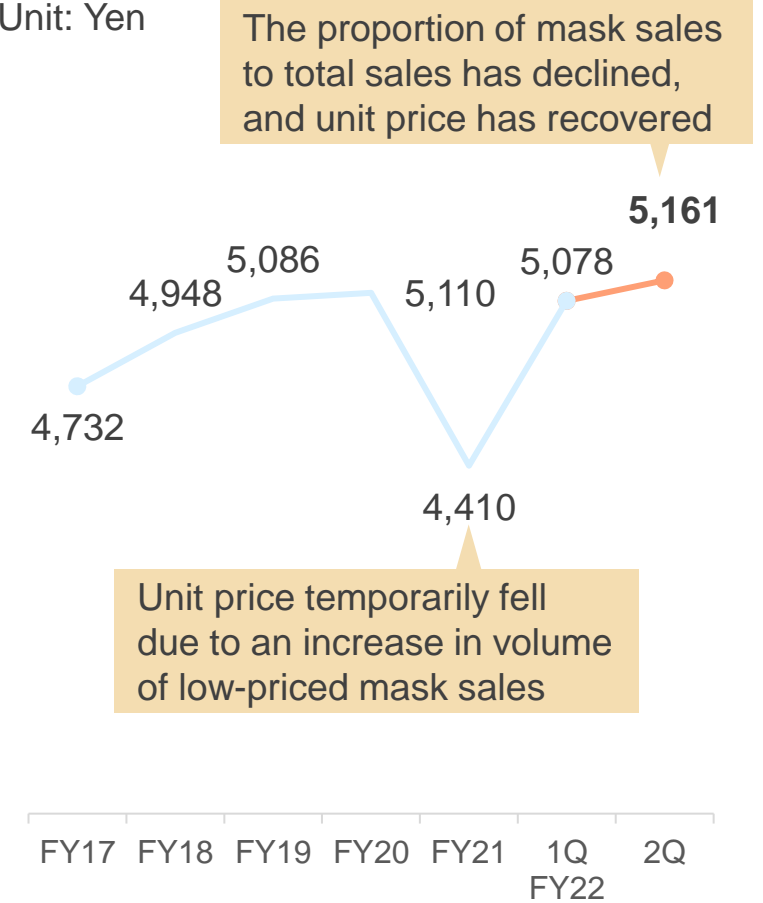 Unit: Yen
The proportion of mask sales
to total sales has declined,
and unit price has recovered
5,161
5,078
5,086
4,948
5,110
4,732
4,410
Unit price temporarily fell
due to an increase in volume
of low-priced mask sales
FY17 FY18 FY19 FY20 FY21 1Q 2Q
FY22